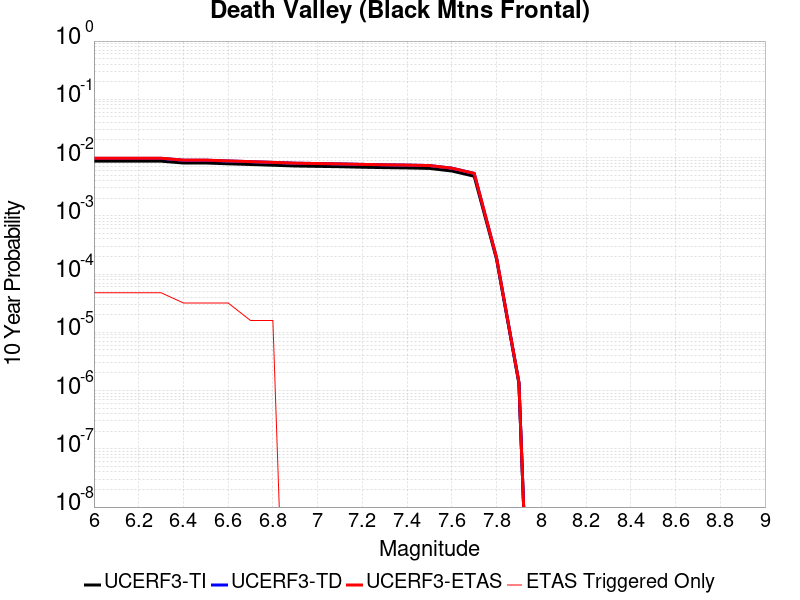 Death Valley (Black Mtns Frontal)
10 0
10 -1
10 -2
10 -3
10 -4
10 -5
10 -6
10 -7
10 -8
10 Year Probability
6 6.2 6.4 6.6 6.8 7 7.2 7.4 7.6 7.8 8 8.2 8.4 8.6 8.8 9
Magnitude
UCERF3-TI UCERF3-TD UCERF3-ETAS ETAS Triggered Only